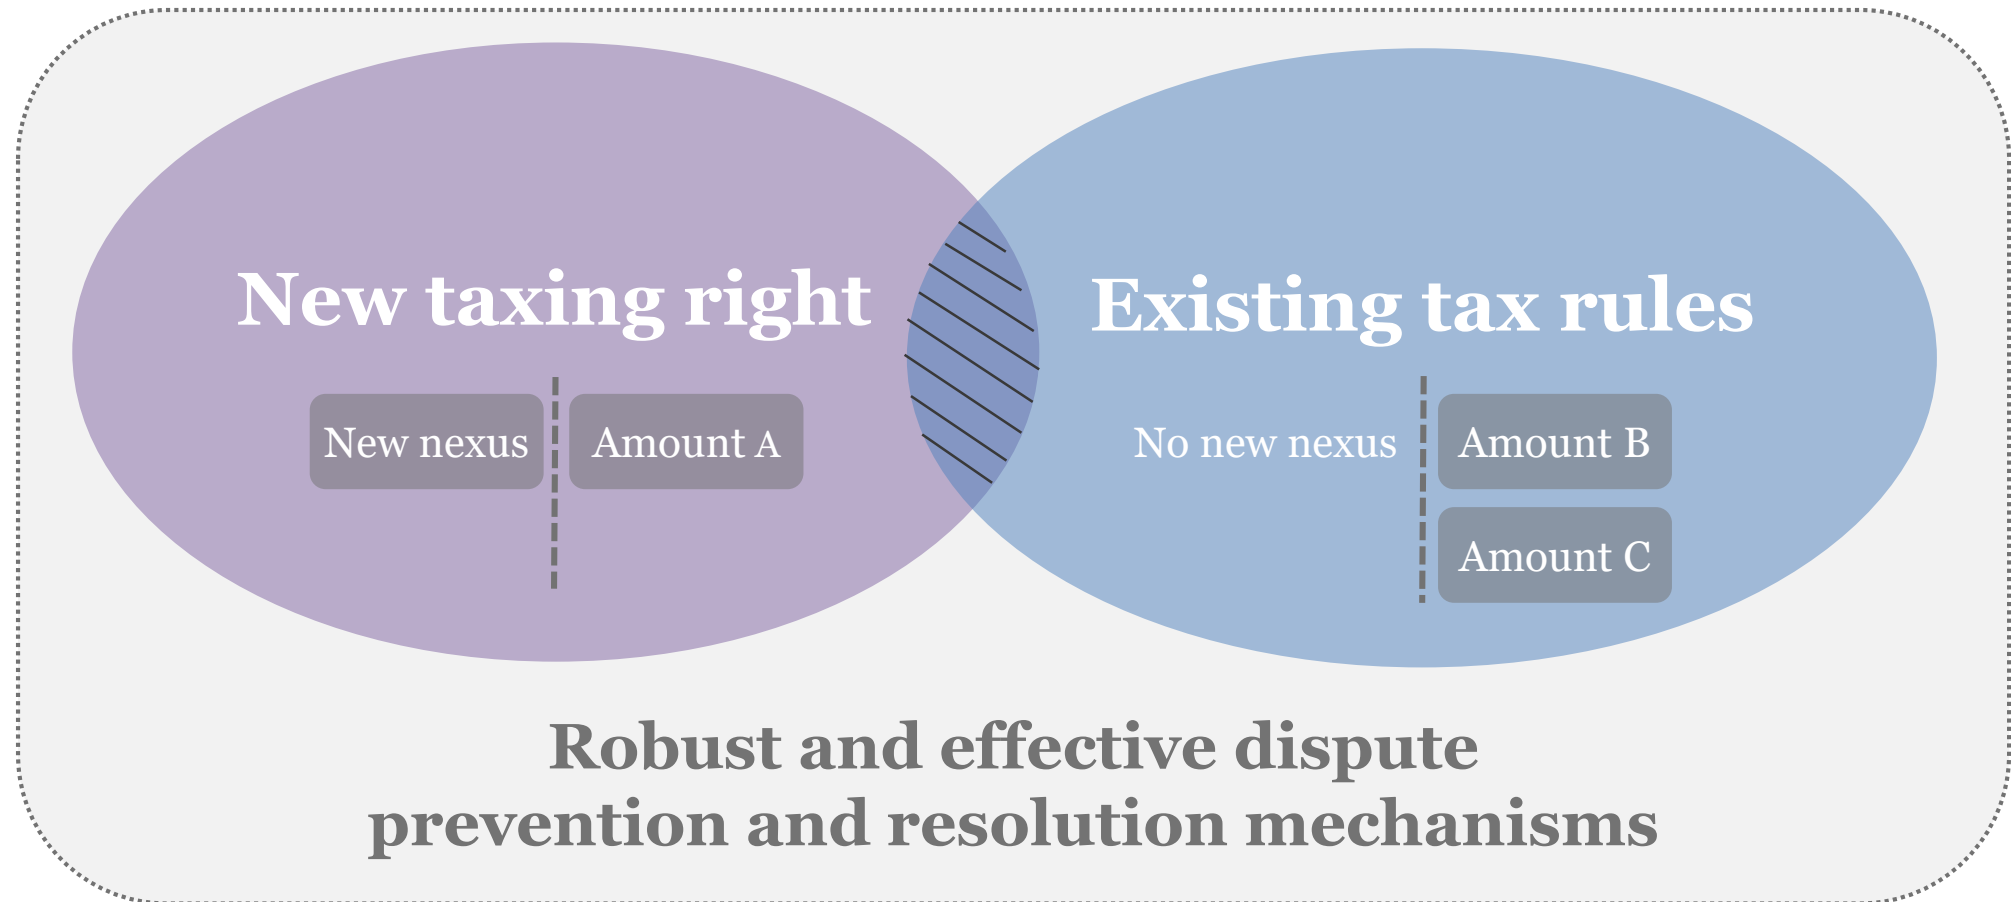 New taxing right
New nexus
Amount A
Existing tax rules
No new nexus
Amount B
Amount C
Robust and effective dispute
prevention and resolution mechanisms